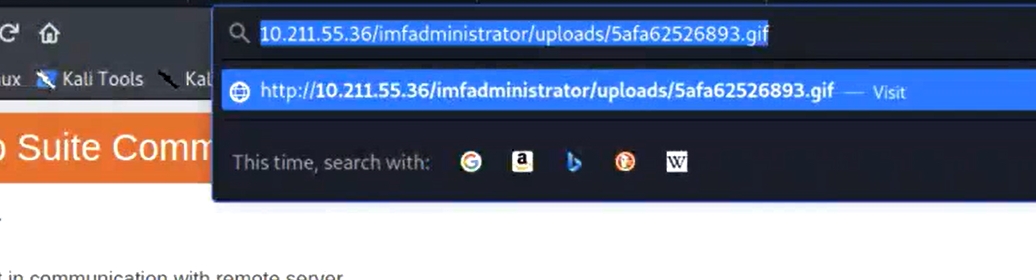 10.211.55.36/imfadministrator/uploads/5afa62526893.gif
ux Kali Tools Kal
http://10.211.55.36/imfadministrator/uploads/5afa62526893.gif — Visit
Suite Comm
This time, search with: G a b W
in communication with remote server